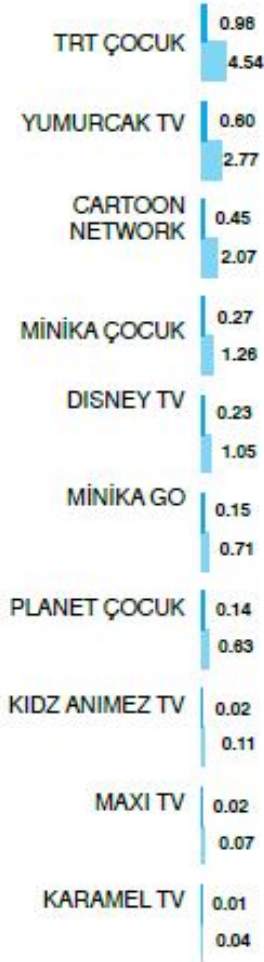 0.98
TRT ÇOCUK
4.54
0.60
YUMURCAK TV
2.77
CARTOON
NETWORK
0.45
2.07
0.27
MİNİKA ÇOCUK
1.26
DISNEY TV
0.23
1.05
MİNİKA GO
0.15
0.71
PLANET ÇOCUK
0.14
0.63
KIDZ ANIMEZ TV
0.02
0.11
MAXI TV
0.02
0.07
KARAMEL TV
0.01
0.04